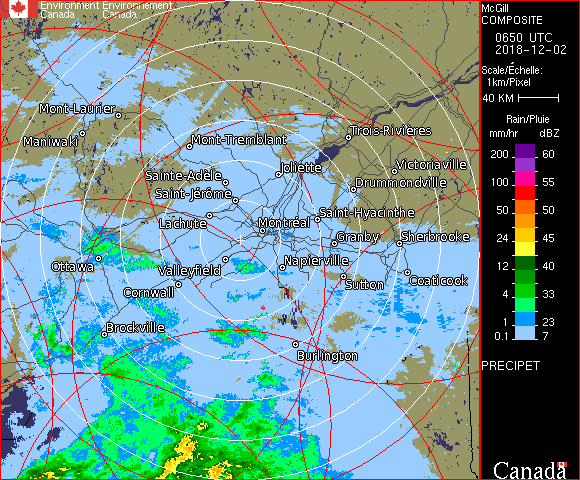 Environment Environnement
Canada Canada
McGill
COMPOSITE
0650 UTC
2018-12-02
Scale/Échelle:
1km/Pixel
40 KM
Rain/Pluie
mm/hr dBZ
200 60
100 55
50 50
24 45
12 40
4 33
1 23
0.1 7
PRECIPET
Canada
Mont-Laurier
Maniwaki
Mont-Tremblant
Trois-Rivières
Joliette
Victoriaville
Sainte-Adèle
Drummondville
Saint-Jérôme
Saint-Hyacinthe
Lachute
Montréal
Granby
Sherbrooke
Ottawa
Valleyfield
Napierville
Sutton
Coaticook
Cornwall
Brockville
Burlington